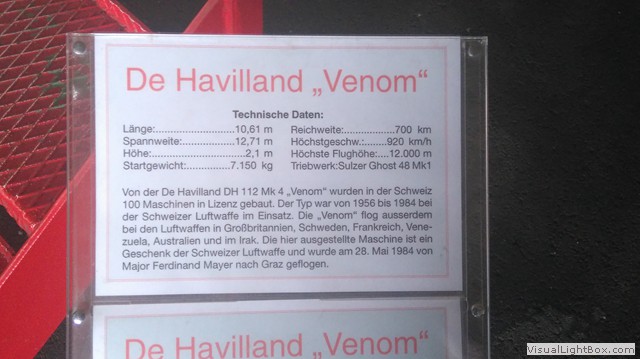 De Havilland „Venom“
Technische Daten:
Länge:...........................10,61 m
Spannweite:..................12,71 m
Höhe:................................2,1 m
Startgewicht:...............7.150 kg
Reichweite:.................700 km
Höchstgeschw.:........920 km/h
Höchste Flughöhe:....12.000 m
Triebwerk:Sulzer Ghost 48 Mk1
Von der De Havilland DH 112 Mk 4 „Venom“ wurden in der Schweiz
100 Maschinen in Lizenz gebaut. Der Typ war von 1956 bis 1984 bei
der Schweizer Luftwaffe im Einsatz. Die „Venom“ flog ausserdem
bei den Luftwaffen in Großbritannien, Schweden, Frankreich, Vene-
zuela, Australien und im Irak. Die hier ausgestellte Maschine ist ein
Geschenk der Schweizer Luftwaffe und wurde am 28. Mai 1984 von
Major Ferdinand Mayer nach Graz geflogen.
De Havilland „Venom“
VisualLightBox.com